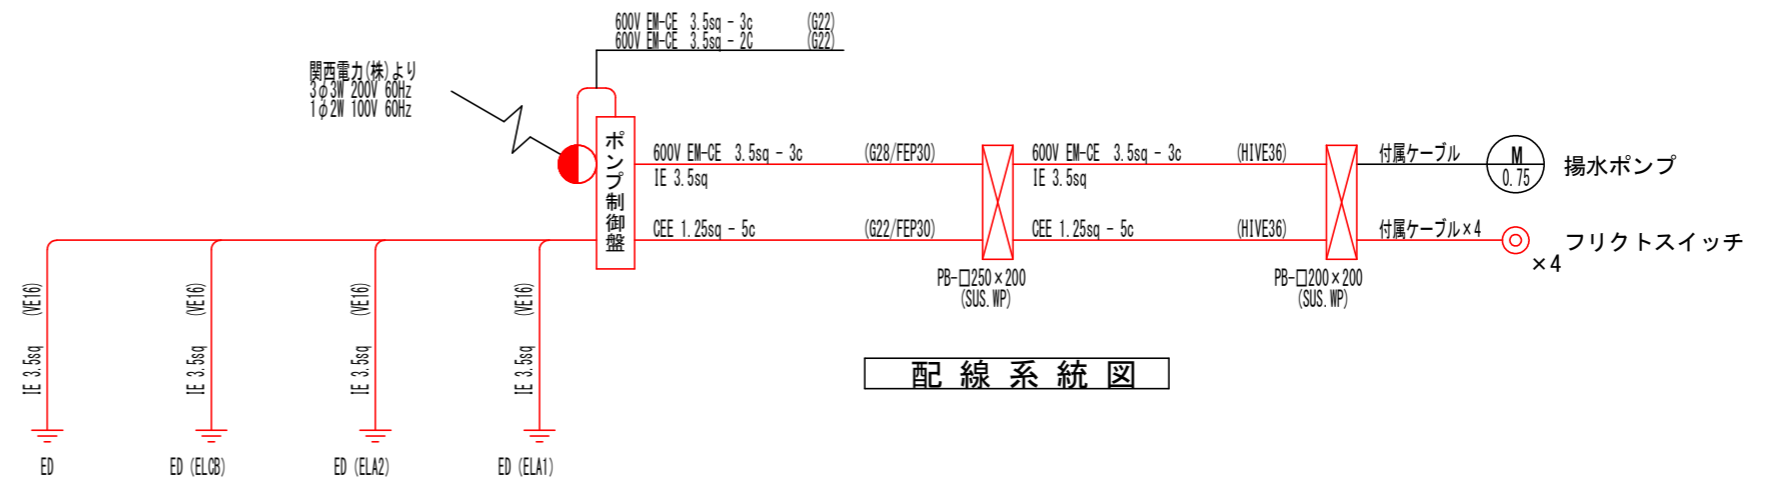 600V EM-CE 3.5sq - 3c (G22)
600V EM-CE 3.5sq - 2C (G22)
関西電力(株)より
3φ3W 200V 60Hz
1φ2W 100V 60Hz
ポンプ制御盤
600V EM-CE 3.5sq - 3c (G28/FEP30)
IE 3.5sq
CEE 1.25sq - 5c (G22/FEP30)
PB-□250×200
(SUS.WP)
600V EM-CE 3.5sq - 3c (HIVE36)
IE 3.5sq
CEE 1.25sq - 5c (HIVE36)
PB-□200×200
(SUS.WP)
付属ケーブル
M
0.75
揚水ポンプ
付属ケーブル×4
フリクトスイッチ
×4
IE 3.5sq (VE16)
IE 3.5sq (VE16)
IE 3.5sq (VE16)
IE 3.5sq (VE16)
ED
ED (ELCB)
ED (ELA2)
ED (ELA1)
配線系統図